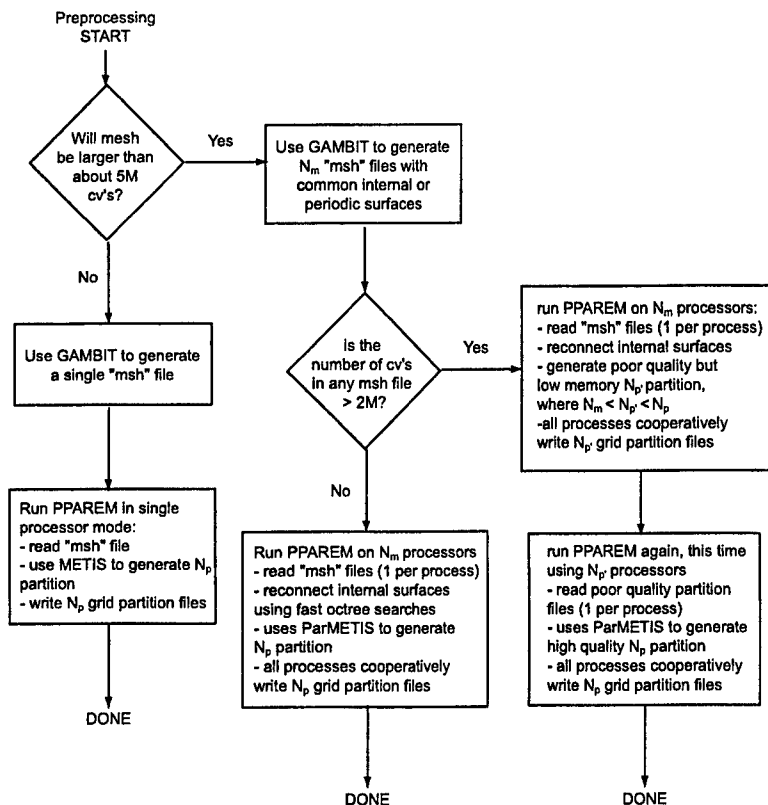 Preprocessing
START
Will mesh
be larger than
about 5M
cv's?
Yes
Use GAMBIT to generate
Nm "msh" files with
common internal or
periodic surfaces
No
Use GAMBIT to generate
a single "msh" file
is the
number of cv's
in any msh file
> 2M?
Yes
run PPAREM on Nm processors:
- read "msh" files (1 per process)
- reconnect internal surfaces
- generate poor quality but
low memory Np' partition,
where Nm < Np' < Np
-all processes cooperatively
write Np' grid partition files
No
Run PPAREM in single
processor mode:
- read "msh" file
- use METIS to generate Np
partition
- write Np grid partition files
Run PPAREM on Nm processors
- read "msh" files (1 per process)
- reconnect internal surfaces
using fast octree searches
- uses ParMETIS to generate
Np partition
- all processes cooperatively
write Np grid partition files
run PPAREM again, this time
using Np' processors
- read poor quality partition
files (1 per process)
- uses ParMETIS to generate
high quality Np partition
- all processes cooperatively
write Np grid partition files
DONE
DONE
DONE